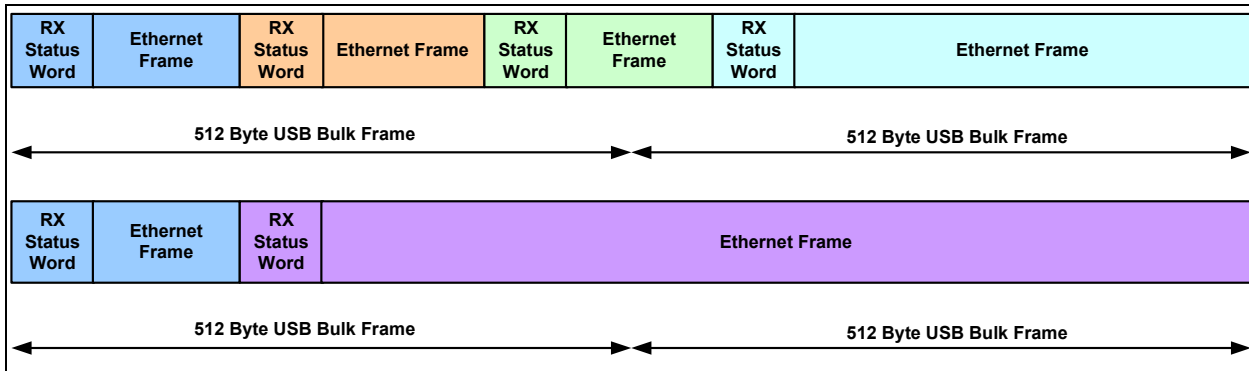 RX
Status
Word
Ethernet
Frame
RX
Status
Word
Ethernet Frame
RX
Status
Word
Ethernet
Frame
RX
Status
Word
Ethernet Frame
512 Byte USB Bulk Frame
512 Byte USB Bulk Frame
RX
Status
Word
Ethernet
Frame
RX
Status
Word
Ethernet Frame
512 Byte USB Bulk Frame
512 Byte USB Bulk Frame